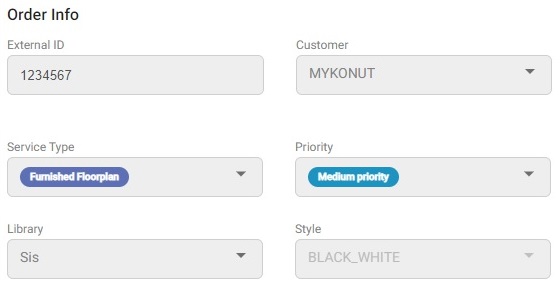 Order Info
External ID
Customer
1234567
MYKONUT
Service Type
Priority
Furnished Floorplan
Medium priority
Library
Style
Sis
BLACK_WHITE